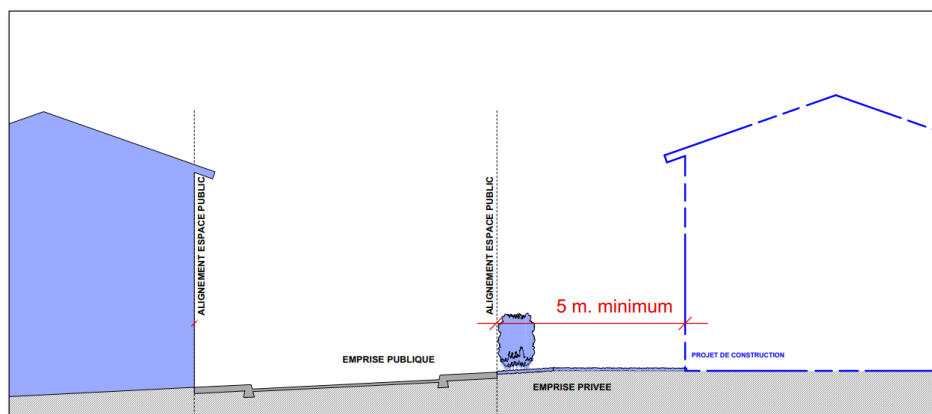 ALIGNEMENT ESPACE PUBLIC
ALIGNEMENT ESPACE PUBLIC
5 m. minimum
EMPRISE PUBLIQUE
PROJET DE CONSTRUCTION
EMPRISE PRIVEE